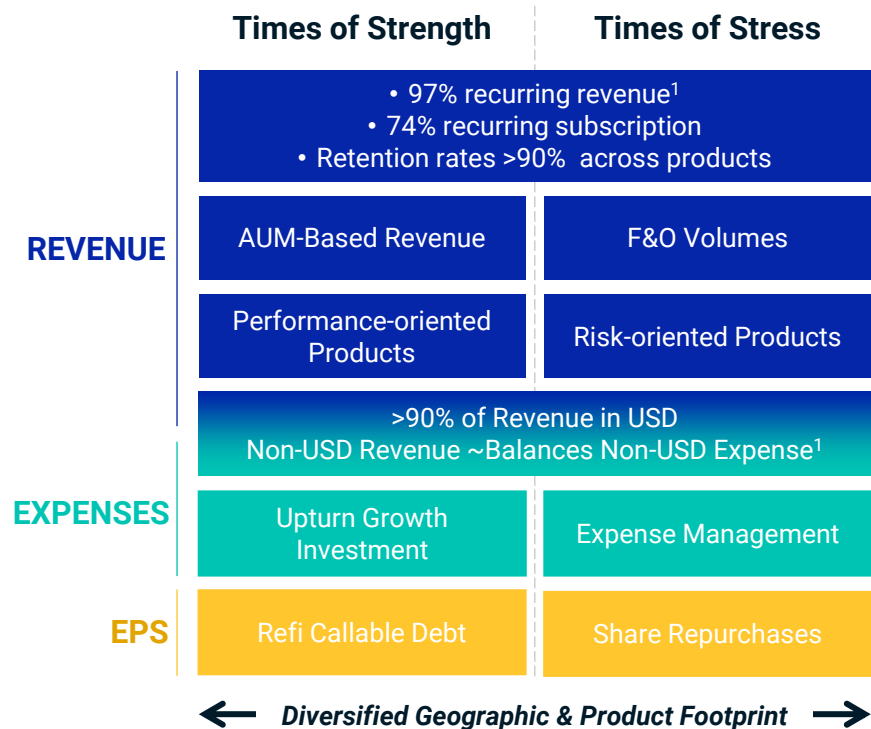 Times of Strength
Times of Stress
REVENUE
• 97% recurring revenue¹
• 74% recurring subscription
• Retention rates >90% across products
AUM-Based Revenue
F&O Volumes
Performance-oriented
Products
Risk-oriented Products
>90% of Revenue in USD
Non-USD Revenue ~Balances Non-USD Expense¹
EXPENSES
Upturn Growth
Investment
Expense Management
EPS
Refi Callable Debt
Share Repurchases
Diversified Geographic & Product Footprint